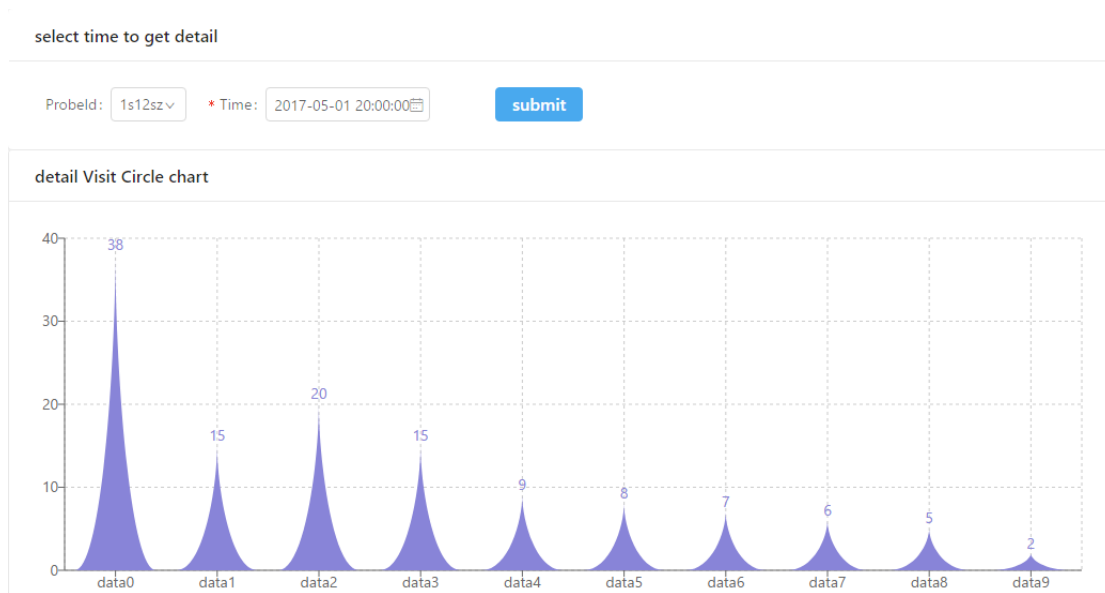 select time to get detail
ProbeId: 1s12sz * Time: 2017-05-01 20:00:00 submit
detail Visit Circle chart
40
38
30
20
20
15 15
10
9 8 7 6 5 2
0
data0 data1 data2 data3 data4 data5 data6 data7 data8 data9